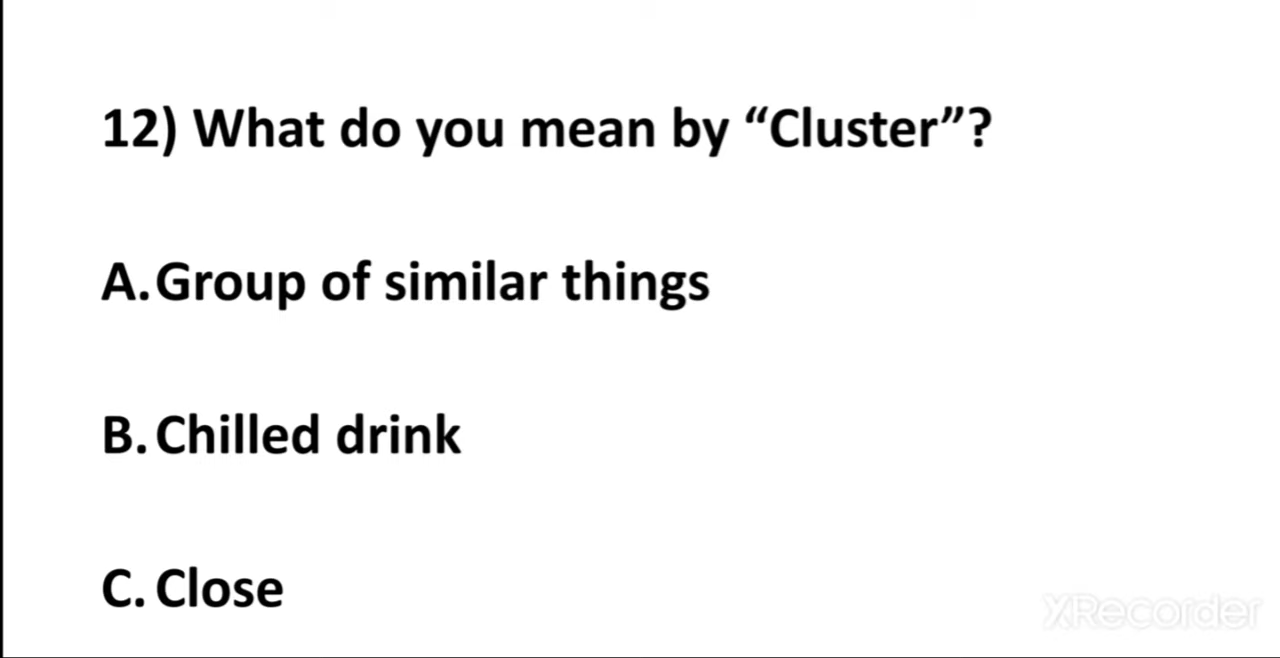 12) What do you mean by “Cluster”?
A.Group of similar things
B.Chilled drink
C. Close
XRecorder